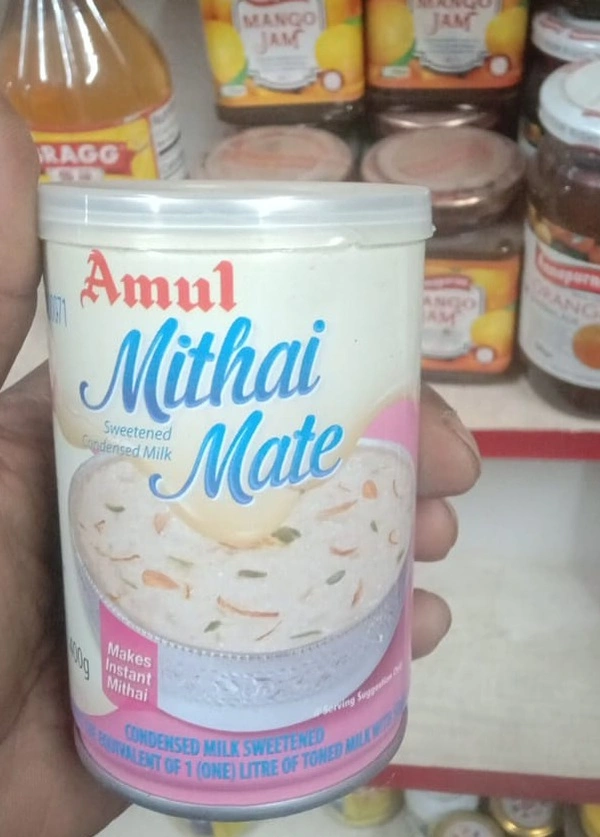 MANGO
JAM
MANGO
JAM
BRAGG
Amul
Mithai
Mate
Sweetened
Condensed Milk
400g
Makes
Instant
Mithai
Serving Suggestion Only
CONDENSED MILK SWEETENED
EQUIVALENT OF 1 (ONE) LITRE OF TONED MILK
MANGO
JAM